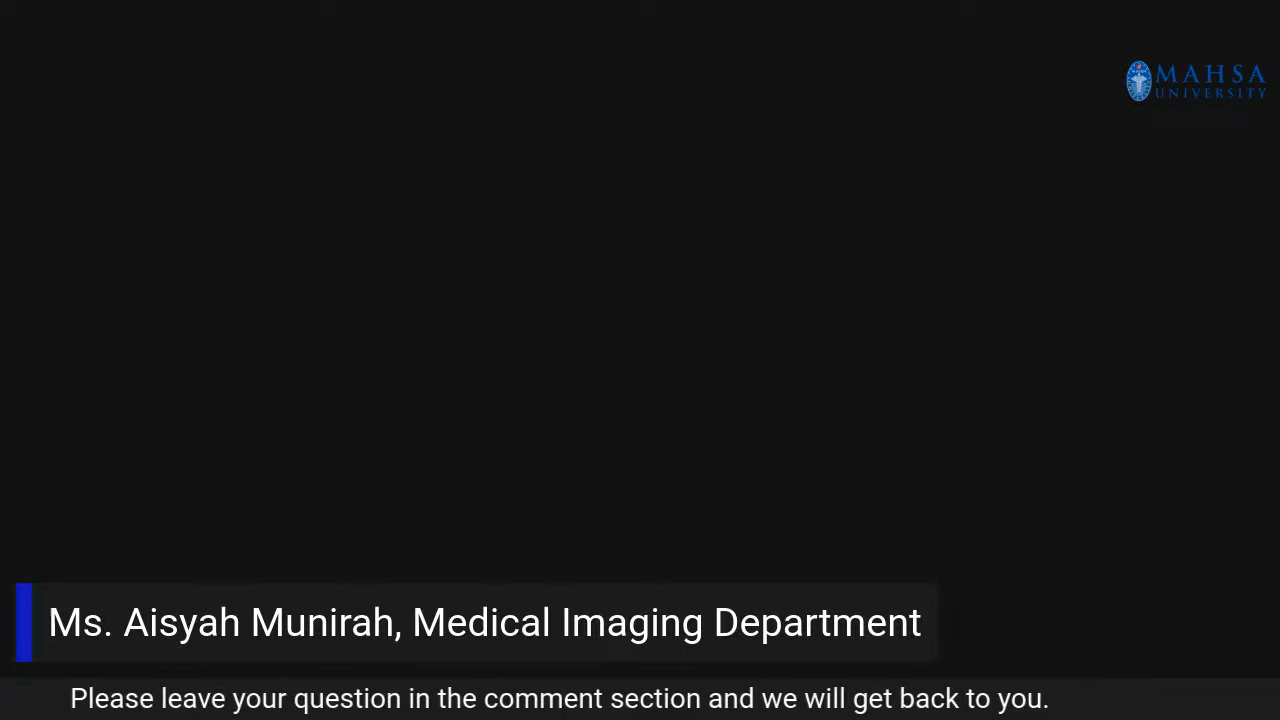 MAHSA
UNIVERSITY
Ms. Aisyah Munirah, Medical Imaging Department
Please leave your question in the comment section and we will get back to you.